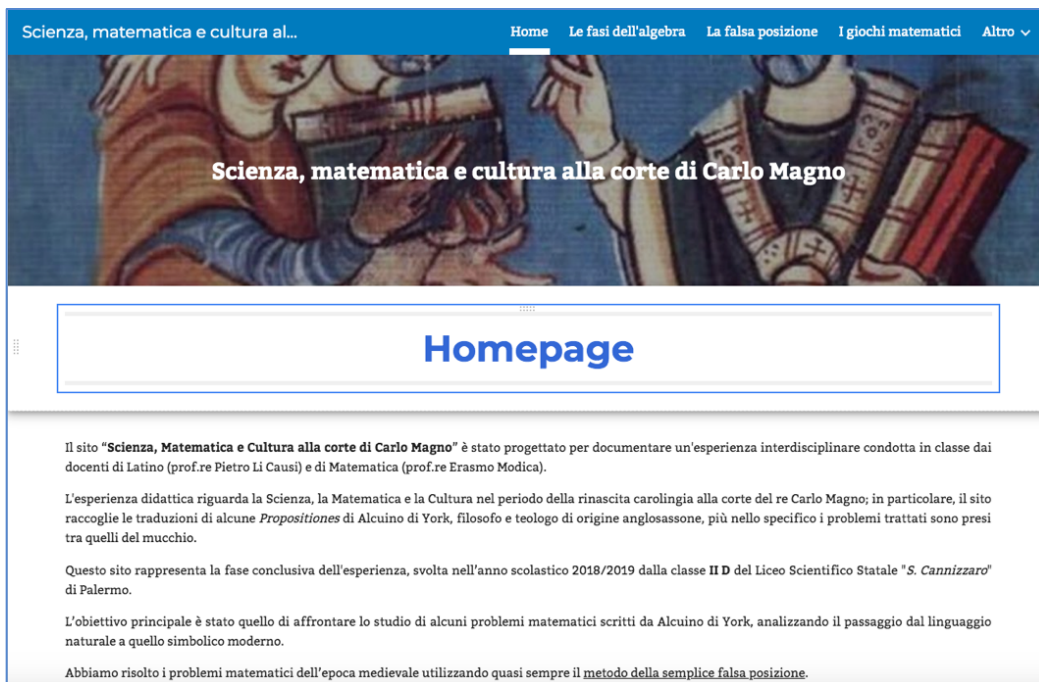 Scienza, matematica e cultura al...
Home Le fasi dell'algebra La falsa posizione I giochi matematici Altro
Scienza, matematica e cultura alla corte di Carlo Magno
Homepage
Il sito “Scienza, Matematica e Cultura alla corte di Carlo Magno” è stato progettato per documentare un'esperienza interdisciplinare condotta in classe dai
docenti di Latino (prof.re Pietro Li Causi) e di Matematica (prof.re Erasmo Modica).
L'esperienza didattica riguarda la Scienza, la Matematica e la Cultura nel periodo della rinascita carolingia alla corte del re Carlo Magno; in particolare, il sito
raccoglie le traduzioni di alcune Propositiones di Alcuino di York, filosofo e teologo di origine anglosassone, più nello specifico i problemi trattati sono presi
tra quelli del mucchio.
Questo sito rappresenta la fase conclusiva dell'esperienza, svolta nell'anno scolastico 2018/2019 dalla classe II D del Liceo Scientifico Statale "S. Cannizzaro"
di Palermo.
L’obiettivo principale è stato quello di affrontare lo studio di alcuni problemi matematici scritti da Alcuino di York, analizzando il passaggio dal linguaggio
naturale a quello simbolico moderno.
Abbiamo risolto i problemi matematici dell’epoca medievale utilizzando quasi sempre il metodo della semplice falsa posizione.